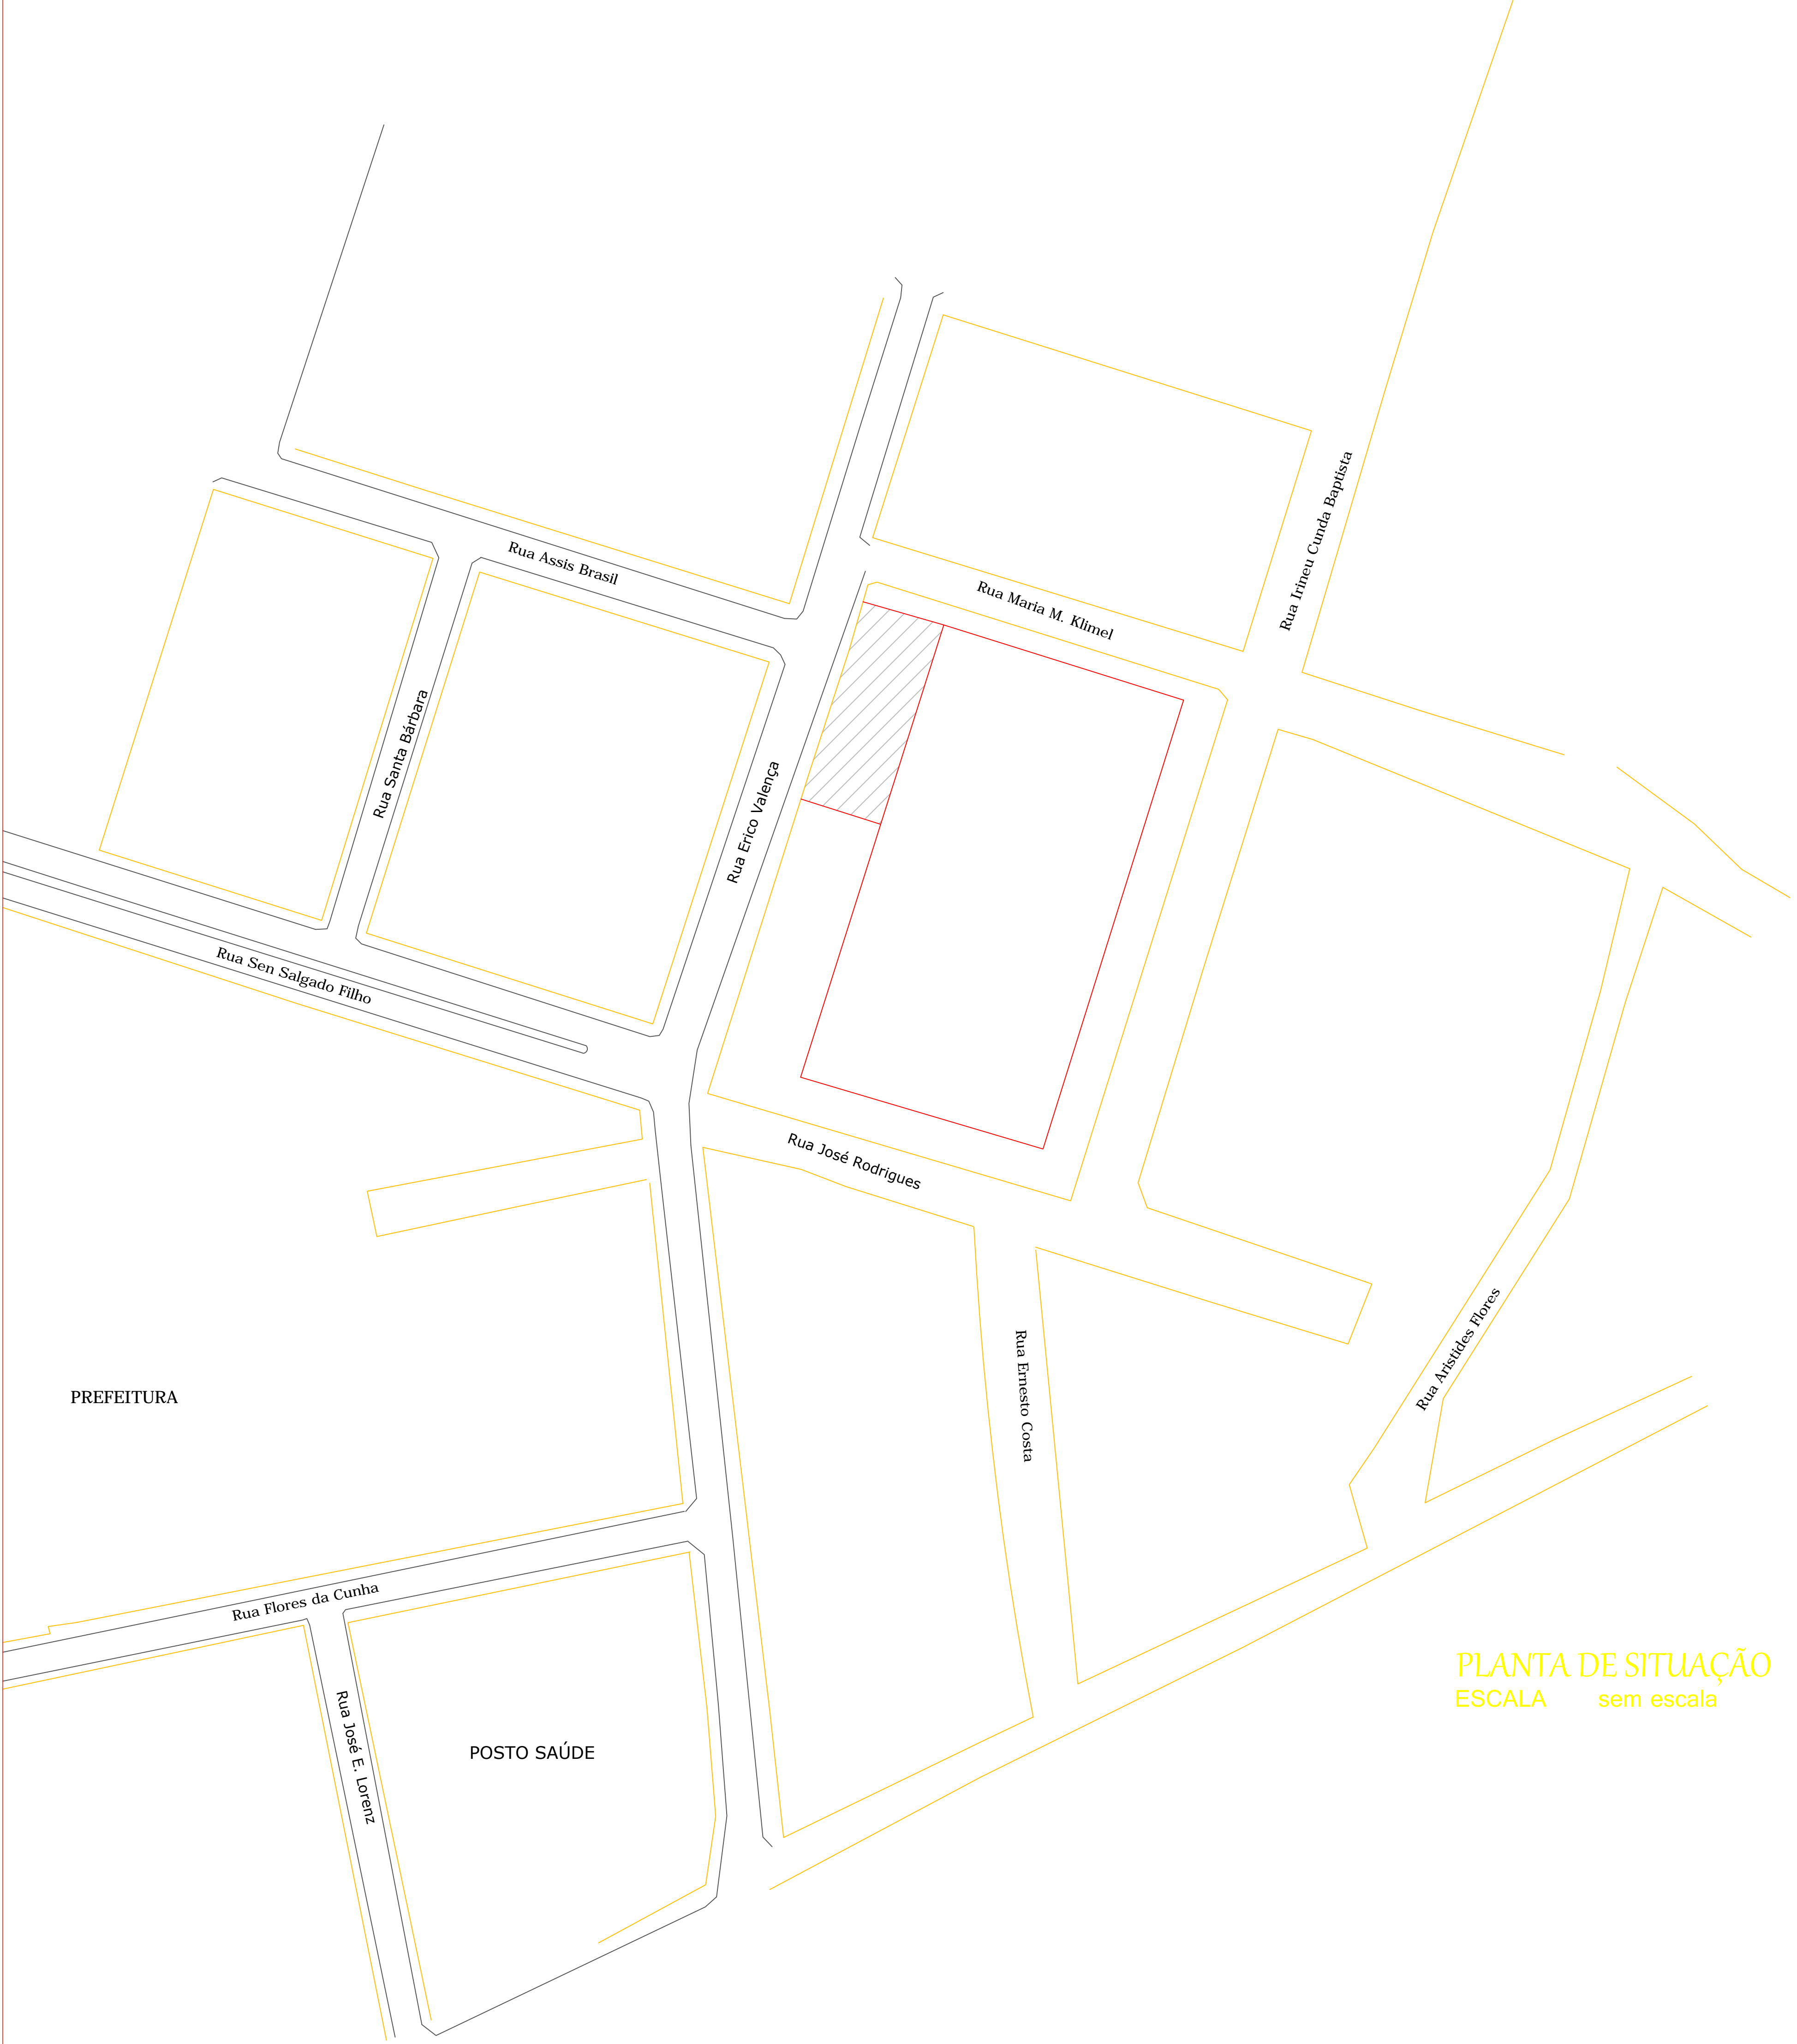 Rua Assis Brasil
Rua Maria M. Klimel
Rua Irineu Cunda Baptista
Rua Santa Bárbara
Rua Erico Valença
Rua Sen Salgado Filho
Rua José Rodrigues
Rua Ernesto Costa
Rua Aristides Flores
PREFEITURA
Rua Flores da Cunha
Rua José E. Lorenz
POSTO SAÚDE
PLANTA DE SITUAÇÃO
ESCALA sem escala